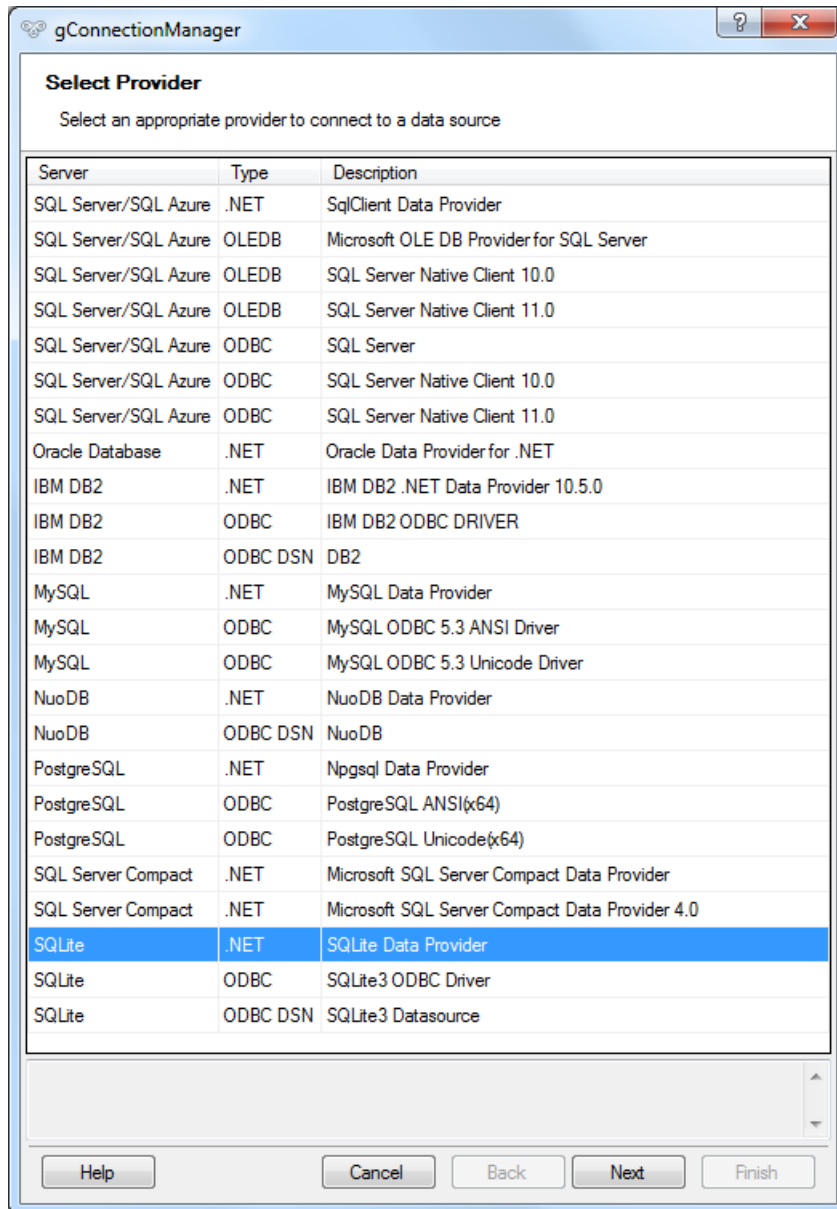 gConnectionManager
Select Provider
Select an appropriate provider to connect to a data source
Server Type Description
SQL Server/SQL Azure .NET SqlClient Data Provider
SQL Server/SQL Azure OLEDB Microsoft OLE DB Provider for SQL Server
SQL Server/SQL Azure OLEDB SQL Server Native Client 10.0
SQL Server/SQL Azure OLEDB SQL Server Native Client 11.0
SQL Server/SQL Azure ODBC SQL Server
SQL Server/SQL Azure ODBC SQL Server Native Client 10.0
SQL Server/SQL Azure ODBC SQL Server Native Client 11.0
Oracle Database .NET Oracle Data Provider for .NET
IBM DB2 .NET IBM DB2 .NET Data Provider 10.5.0
IBM DB2 ODBC IBM DB2 ODBC DRIVER
IBM DB2 ODBC DSN DB2
MySQL .NET MySQL Data Provider
MySQL ODBC MySQL ODBC 5.3 ANSI Driver
MySQL ODBC MySQL ODBC 5.3 Unicode Driver
NuoDB .NET NuoDB Data Provider
NuoDB ODBC DSN NuoDB
PostgreSQL .NET Npgsql Data Provider
PostgreSQL ODBC PostgreSQL ANSI(x64)
PostgreSQL ODBC PostgreSQL Unicode(x64)
SQL Server Compact .NET Microsoft SQL Server Compact Data Provider
SQL Server Compact .NET Microsoft SQL Server Compact Data Provider 4.0
SQLite .NET SQLite Data Provider
SQLite ODBC SQLite3 ODBC Driver
SQLite ODBC DSN SQLite3 Datasource
Help Cancel Back Next Finish